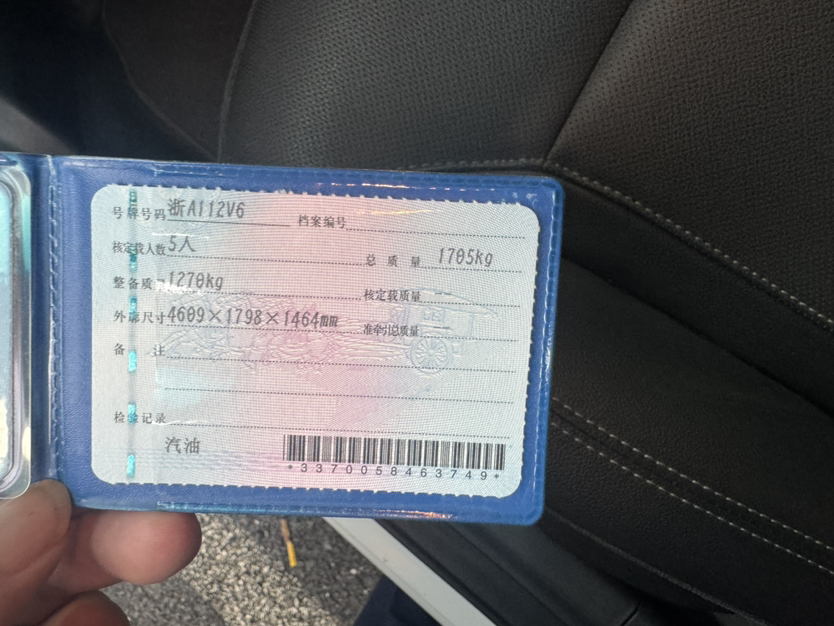 号牌号码 浙A112V6 档案编号
核定载人数 5人 总质量 1705kg
整备质 1270kg 核定载质量
外廓尺寸 4609×1798×1464mm 准牵引总质量
备注
检验记录
汽油
*3370058463749*